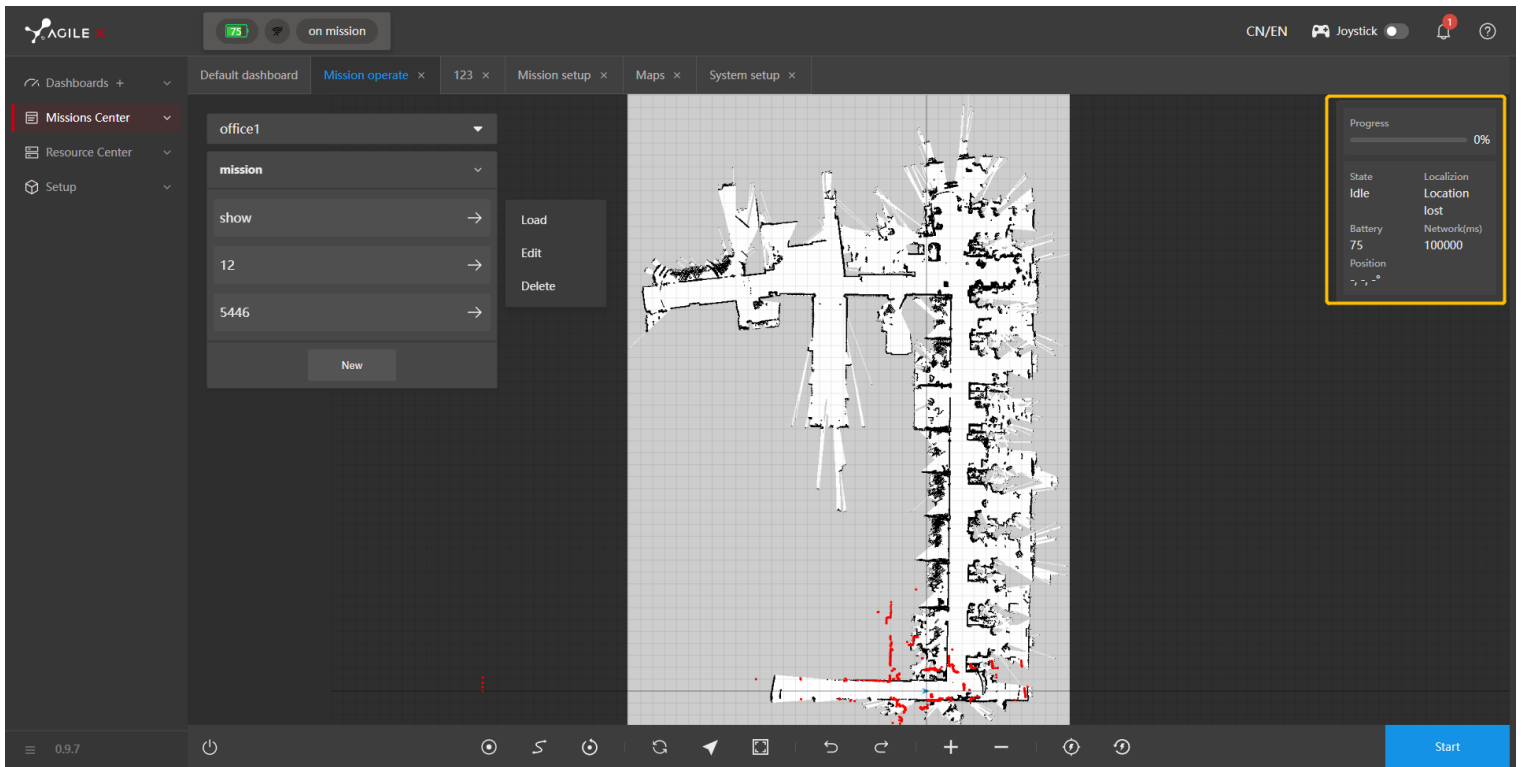 AGILE X
75
on mission
CN/EN
Joystick
1
Dashboards +
Missions Center
Resource Center
Setup
Default dashboard
Mission operate ×
123 ×
Mission setup ×
Maps ×
System setup ×
office1
mission
show
12
5446
New
Load
Edit
Delete
Progress
0%
State
Idle
Localizion
Location
lost
Battery
75
Network(ms)
100000
Position
-, -, -°
0.9.7
Start